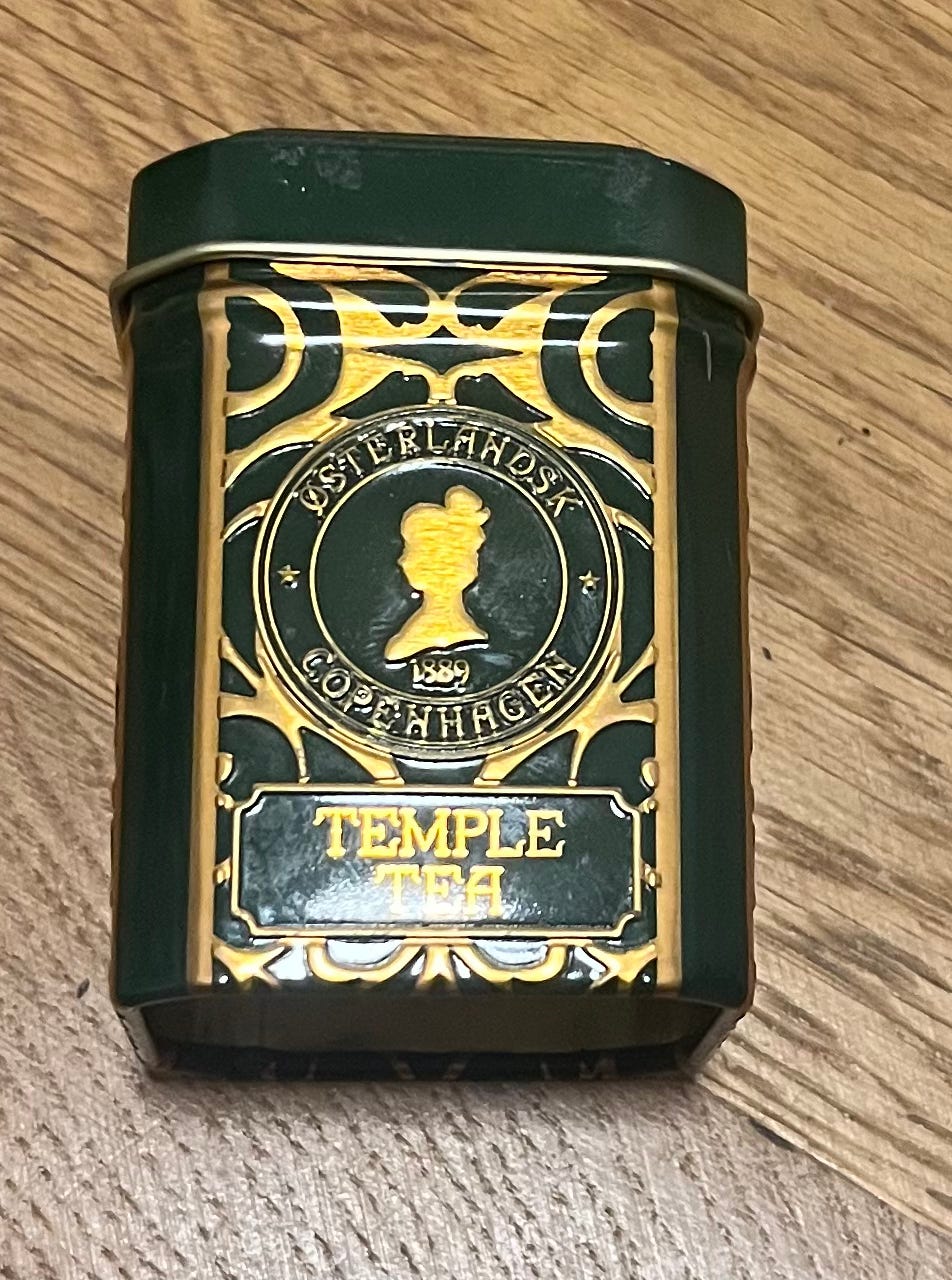 ØSTERLANDSK
1889
COPENHAGEN
TEMPLE
TEA